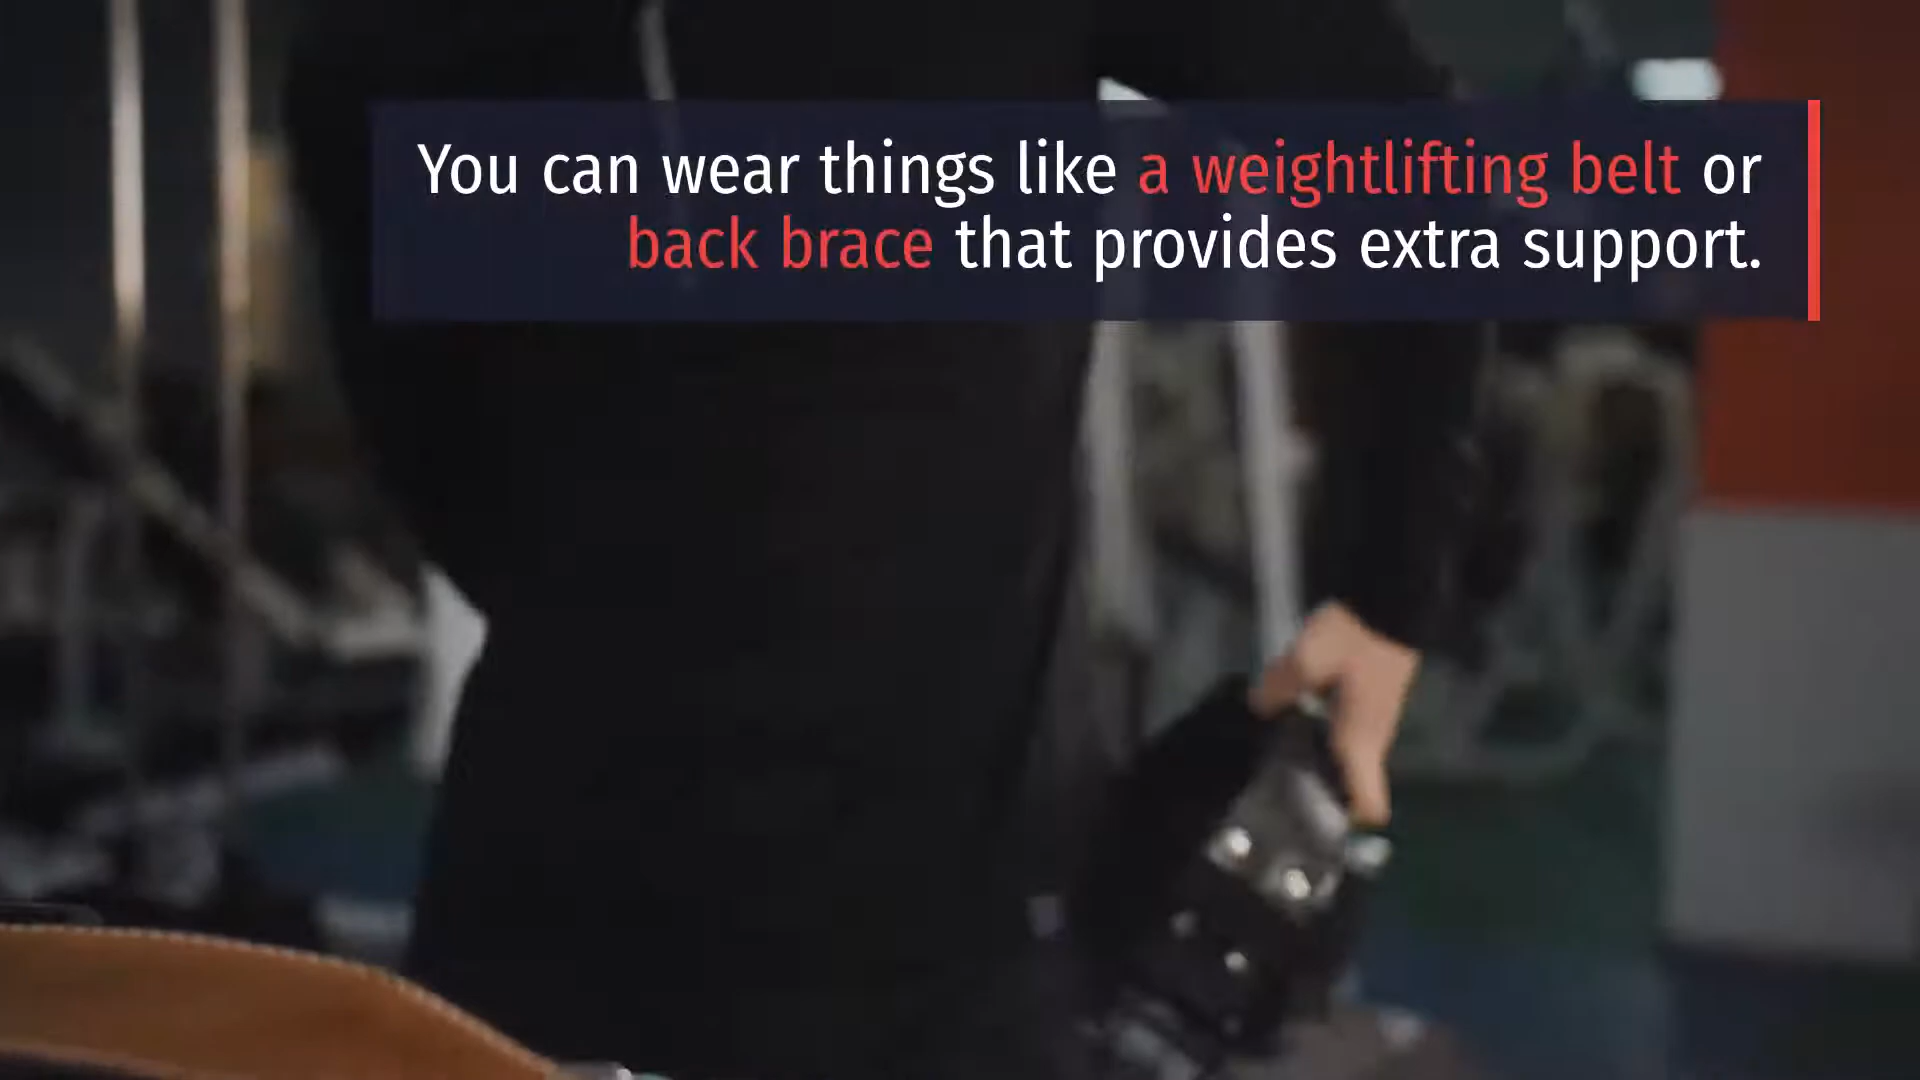 You can wear things like a weightlifting belt or
back brace that provides extra support.